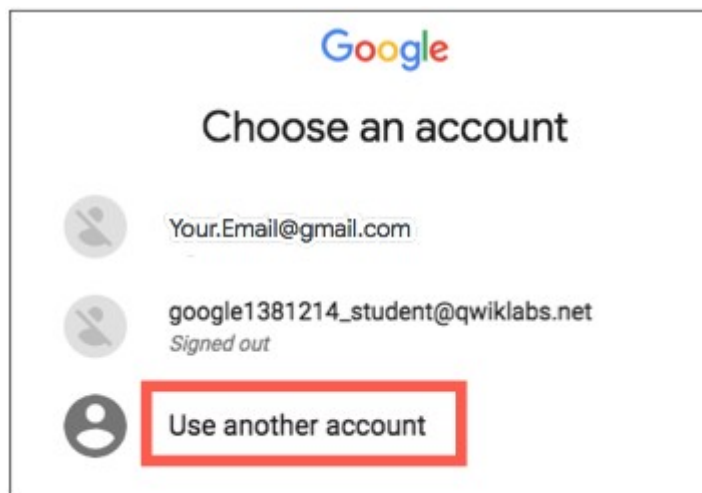 Google
Choose an account
Your.Email@gmail.com
google1381214_student@qwiklabs.net
Signed out
Use another account